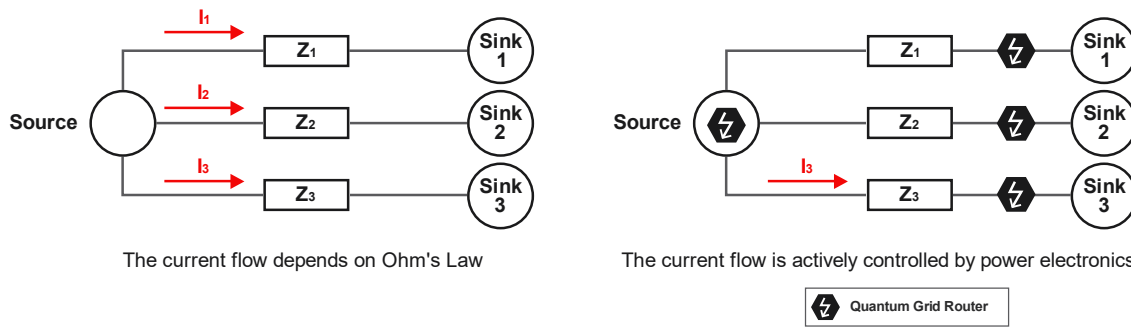 I1
Z1
Sink
1
Source
I2
Z2
Sink
2
I3
Z3
Sink
3
The current flow depends on Ohm's Law
Z1
Sink
1
Source
Z2
Sink
2
I3
Z3
Sink
3
The current flow is actively controlled by power electronics
Quantum Grid Router